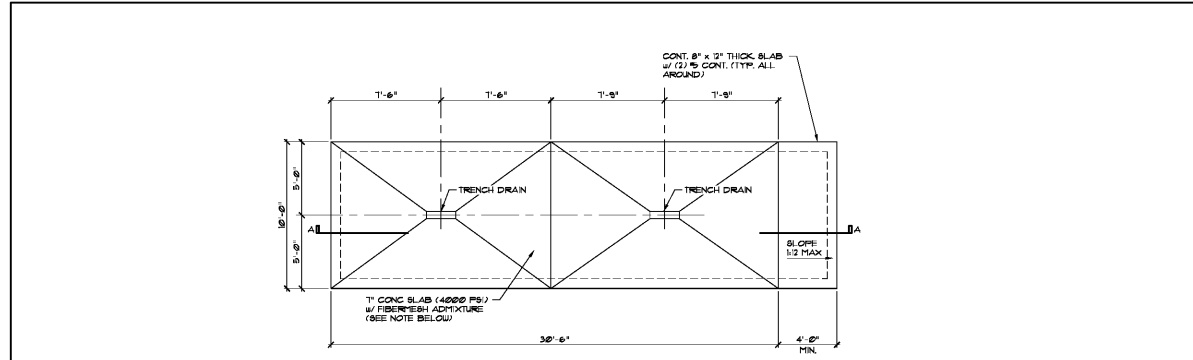 CONT. 8" x 12" THICK. SLAB
w/ (2) #5 CONT. (TYP. ALL
AROUND)
7'-6"
7'-6"
7'-9"
7'-9"
10'-0"
5'-0"
5'-0"
TRENCH DRAIN
TRENCH DRAIN
A
A
SLOPE
1:12 MAX
7" CONC SLAB (4000 PSI)
w/ FIBERMESH ADMIXTURE
(SEE NOTE BELOW)
30'-6"
4'-0"
MIN.